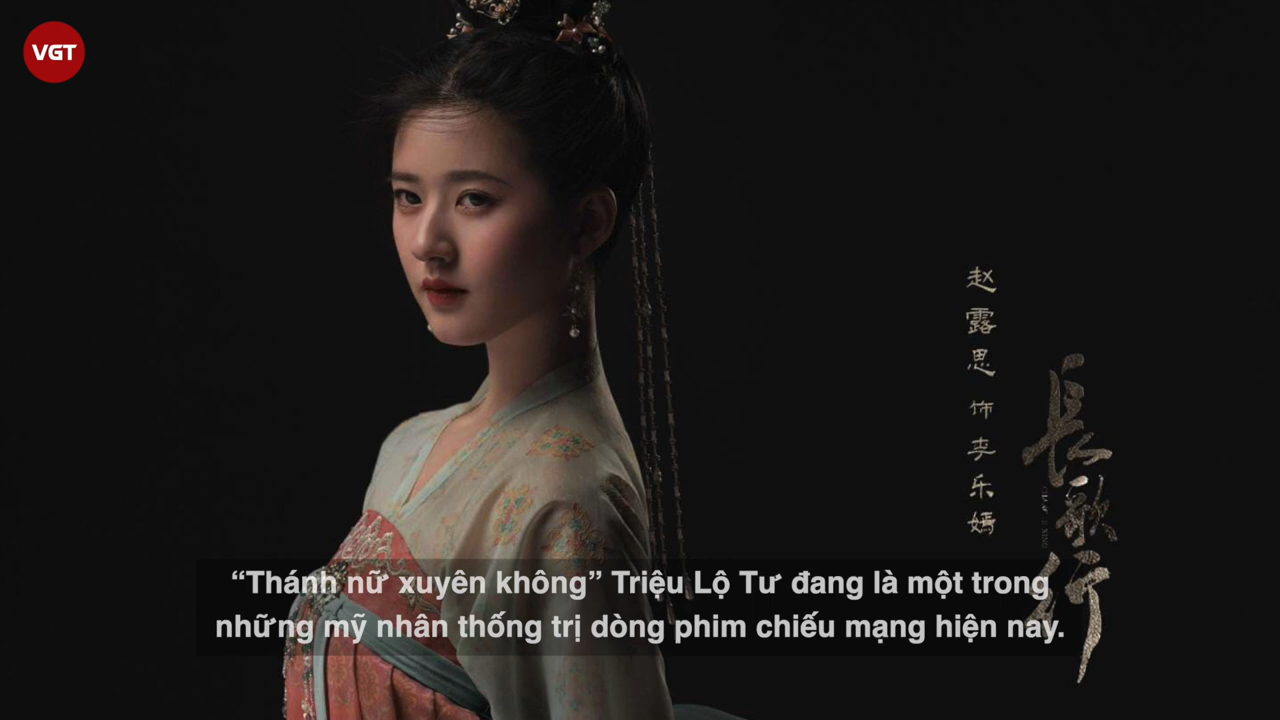 VGT
赵露思 饰 李乐嫣
長歌行
“Thánh nữ xuyên không” Triệu Lộ Tư đang là một trong
những mỹ nhân thống trị dòng phim chiếu mạng hiện nay.